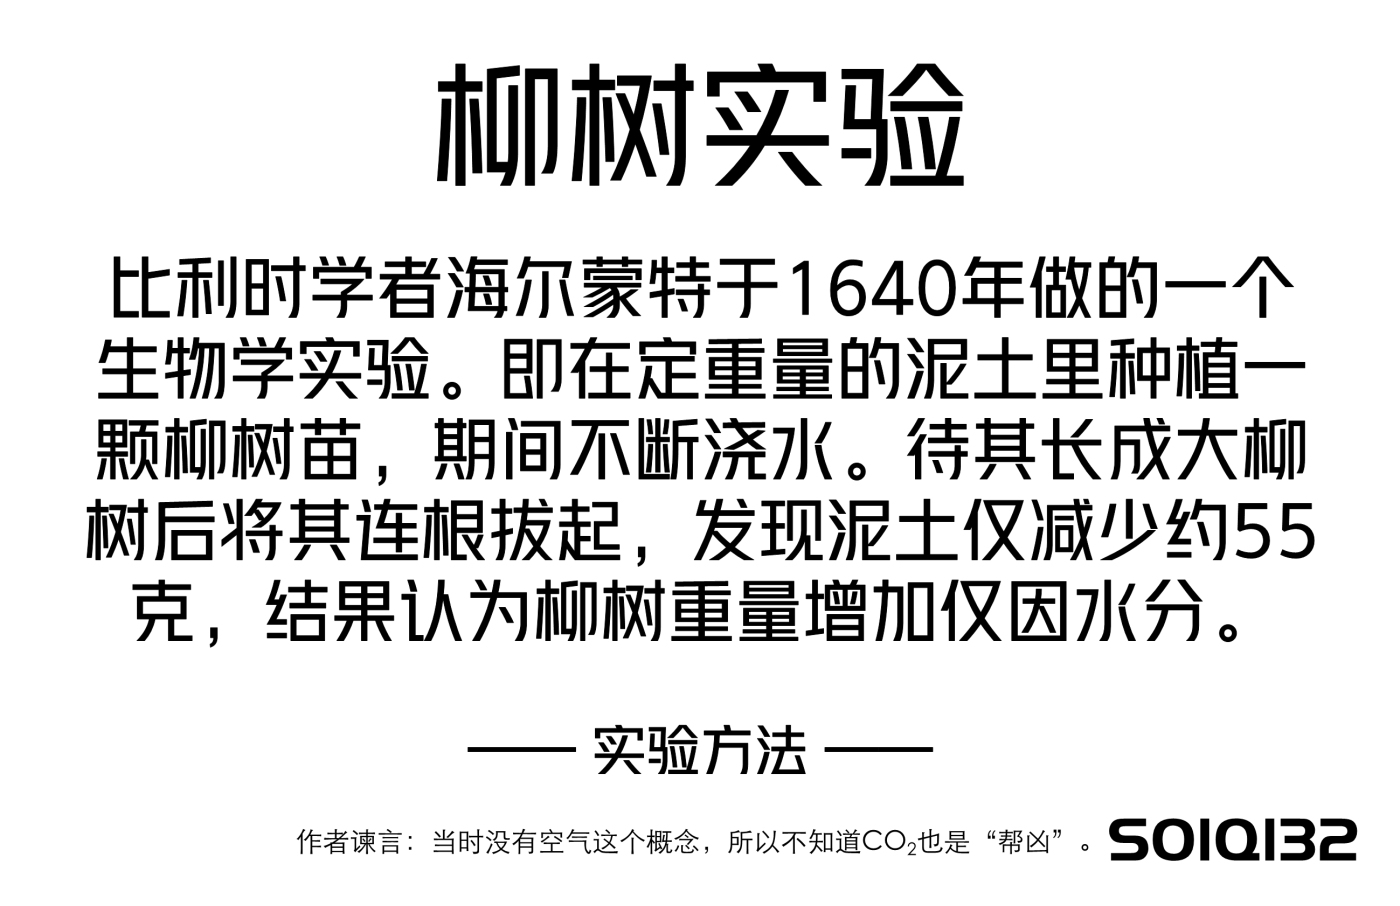 柳树实验
比利时学者海尔蒙特于1640年做的一个
生物学实验。即在定重量的泥土里种植一
颗柳树苗，期间不断浇水。待其长成大柳
树后将其连根拔起，发现泥土仅减少约55
克，结果认为柳树重量增加仅因水分。
—— 实验方法 ——
作者谏言：当时没有空气这个概念，所以不知道CO₂也是“帮凶”。
SO1Q132